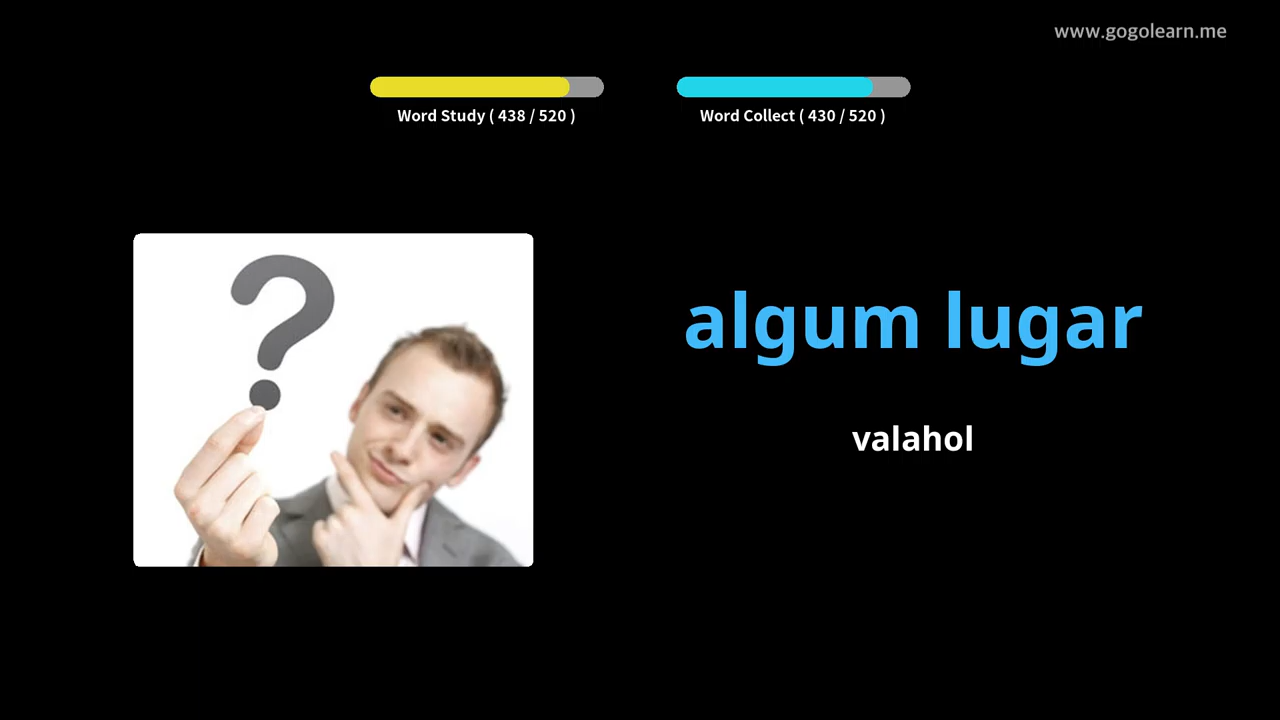 www.gogolearn.me
Word Study ( 438 / 520 )
Word Collect ( 430 / 520 )
?
algum lugar
valahol